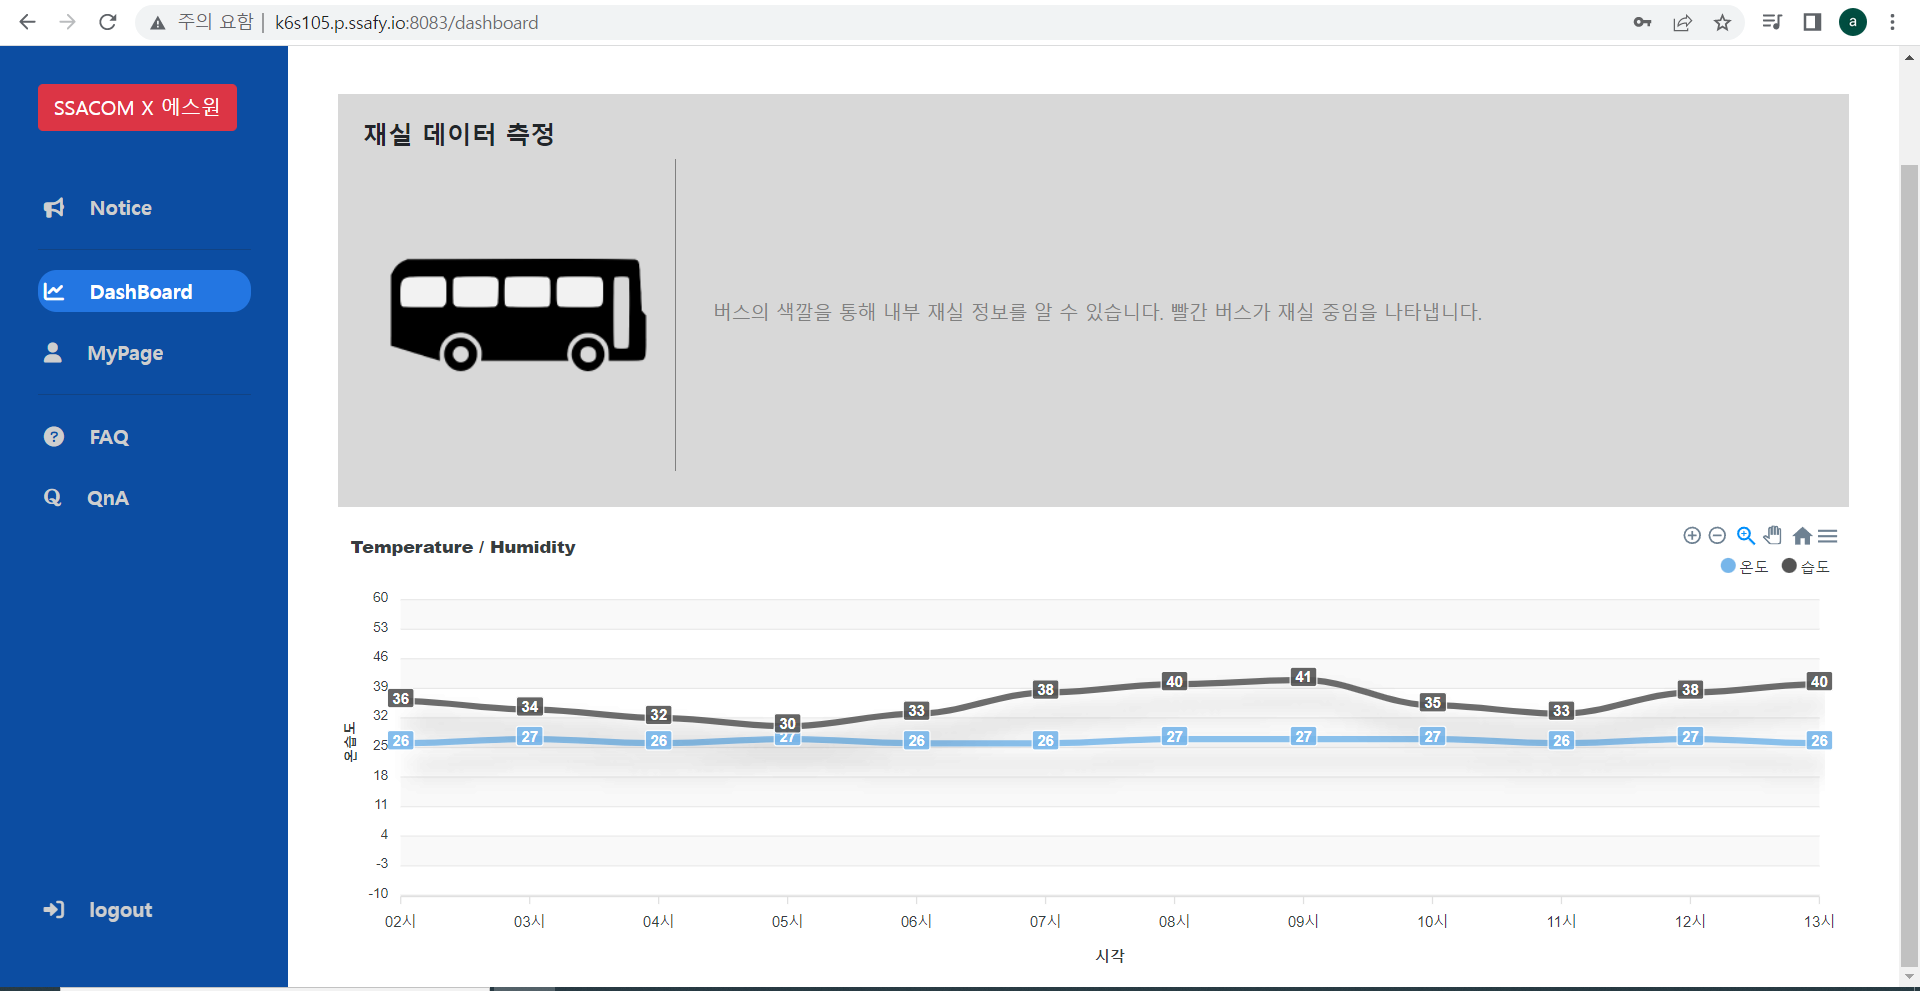 주의 요함 | k6s105.p.ssafy.io:8083/dashboard
a
SSACOM X 에스원
Notice
DashBoard
MyPage
? FAQ
Q QnA
logout
재실 데이터 측정
버스의 색깔을 통해 내부 재실 정보를 알 수 있습니다. 빨간 버스가 재실 중임을 나타냅니다.
Temperature / Humidity
온도 습도
60
53
46
39
32
25
18
11
4
-3
-10
온습도
36 34 32 30 33 38 40 41 35 33 38 40
26 27 26 27 26 26 27 27 27 26 27 26
02시 03시 04시 05시 06시 07시 08시 09시 10시 11시 12시 13시
시각